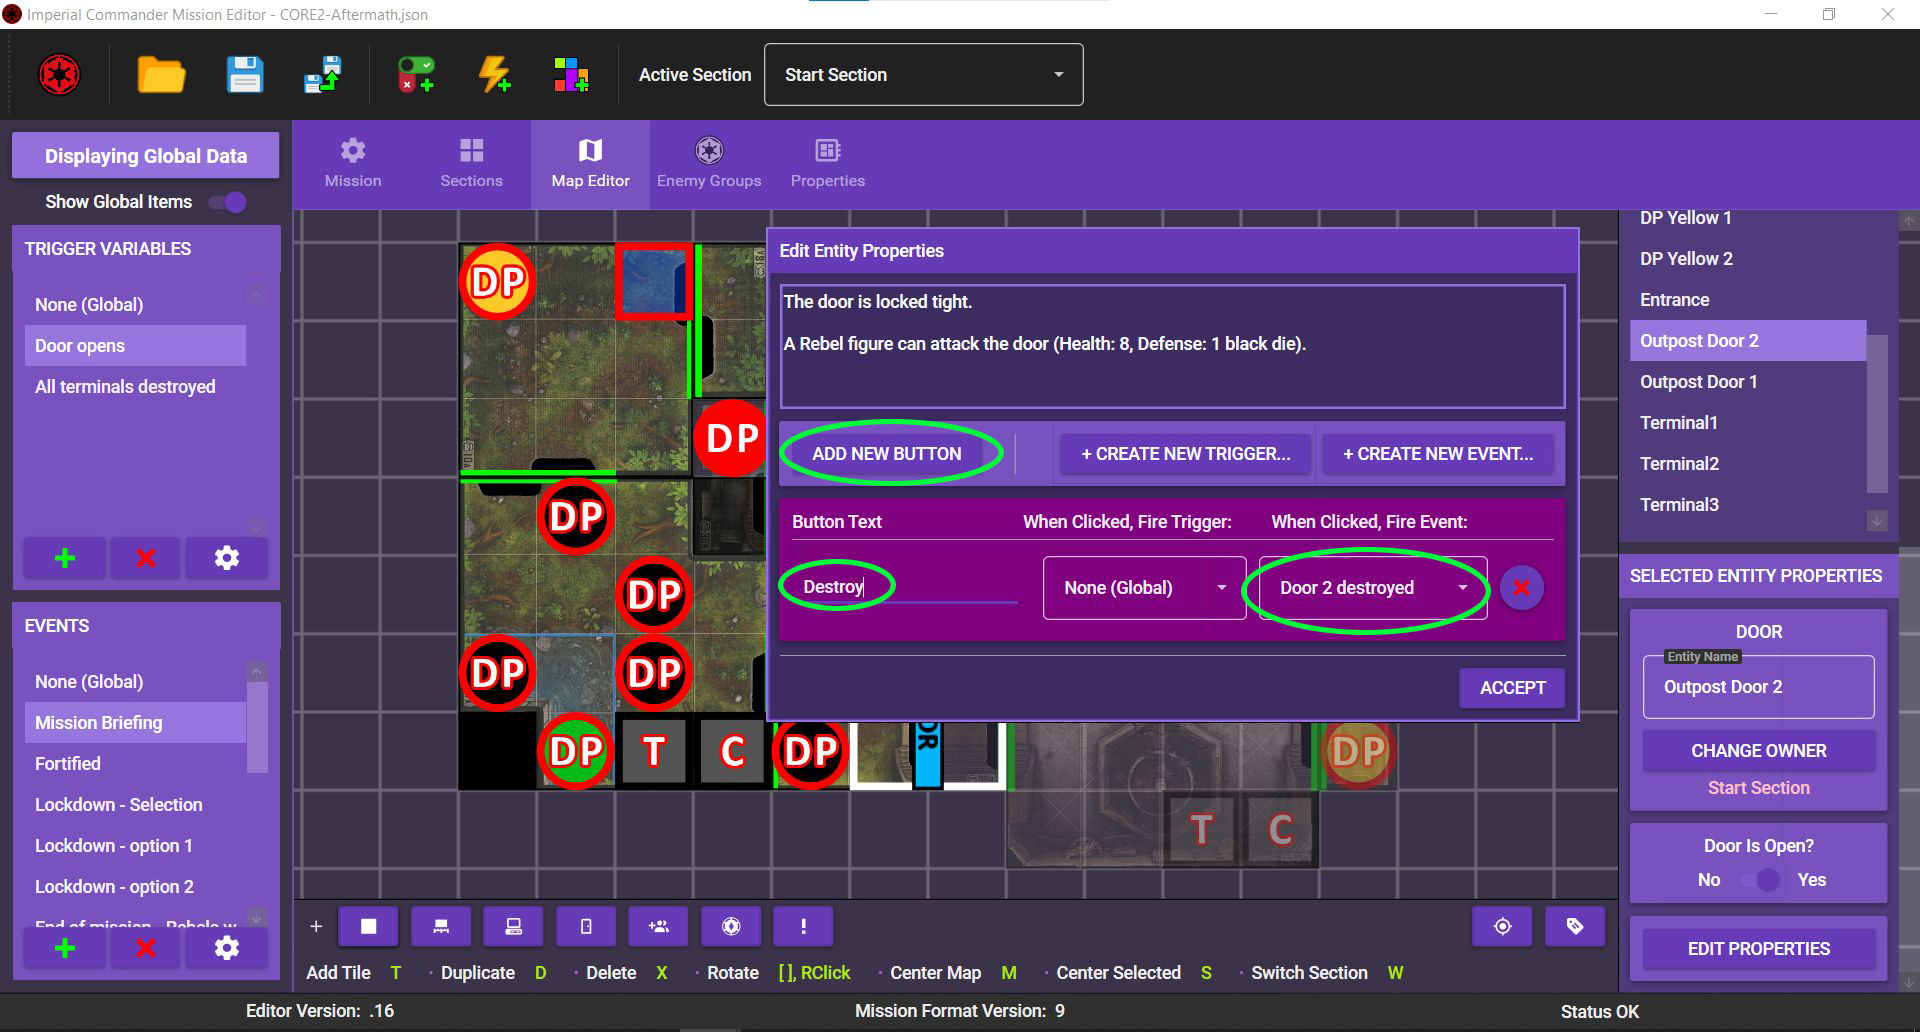 Imperial Commander Mission Editor - CORE2-Aftermath.json
Active Section
Start Section
Displaying Global Data
Show Global Items
TRIGGER VARIABLES
None (Global)
Door opens
All terminals destroyed
EVENTS
None (Global)
Mission Briefing
Fortified
Lockdown - Selection
Lockdown - option 1
Lockdown - option 2
End of mission - Rebels w
Mission
Sections
Map Editor
Enemy Groups
Properties
DP
DP
DP
DP
DP
DP
DP
T
C
DP
OR
DP
T
C
Edit Entity Properties
The door is locked tight.
A Rebel figure can attack the door (Health: 8, Defense: 1 black die).
ADD NEW BUTTON
+ CREATE NEW TRIGGER...
+ CREATE NEW EVENT...
Button Text
When Clicked, Fire Trigger:
When Clicked, Fire Event:
Destroy
None (Global)
Door 2 destroyed
ACCEPT
DP Yellow 1
DP Yellow 2
Entrance
Outpost Door 2
Outpost Door 1
Terminal1
Terminal2
Terminal3
SELECTED ENTITY PROPERTIES
DOOR
Entity Name
Outpost Door 2
CHANGE OWNER
Start Section
Door Is Open?
No Yes
EDIT PROPERTIES
Add Tile T · Duplicate D · Delete X · Rotate [ ], RClick · Center Map M · Center Selected S · Switch Section W
Editor Version: .16
Mission Format Version: 9
Status OK